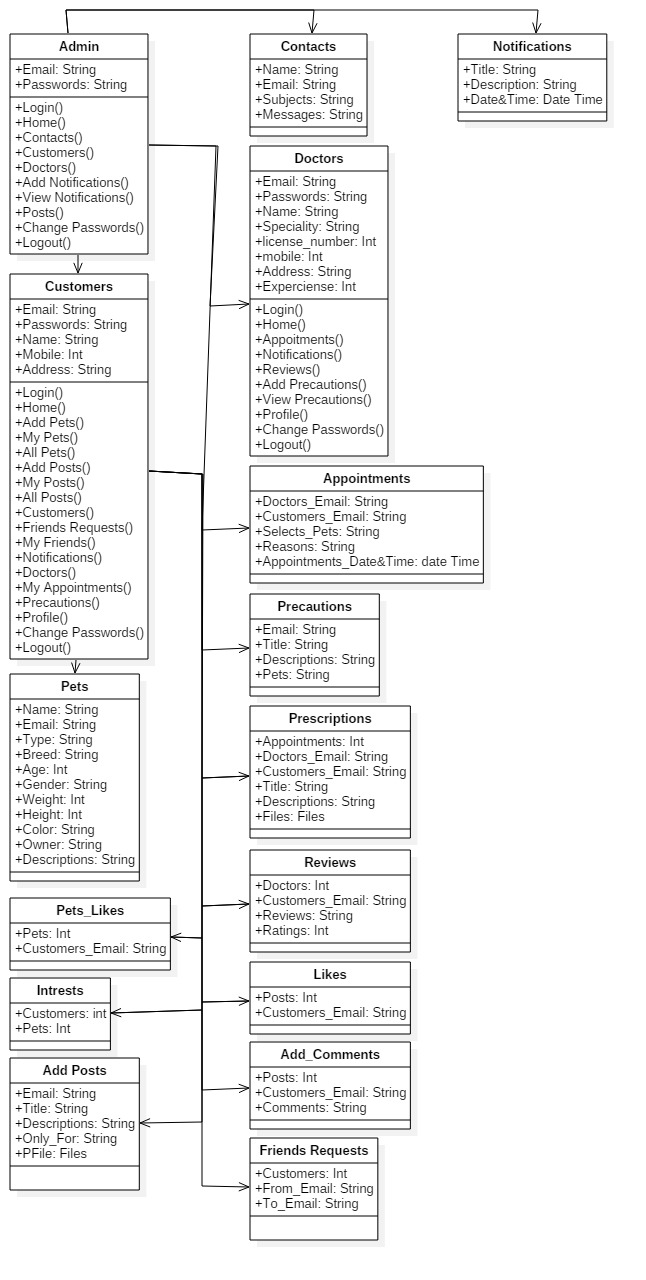 Admin
+Email: String
+Passwords: String
+Login()
+Home()
+Contacts()
+Customers()
+Doctors()
+Add Notifications()
+View Notifications()
+Posts()
+Change Passwords()
+Logout()
Contacts
+Name: String
+Email: String
+Subjects: String
+Messages: String
Notifications
+Title: String
+Description: String
+Date&Time: Date Time
Doctors
+Email: String
+Passwords: String
+Name: String
+Speciality: String
+license_number: Int
+mobile: Int
+Address: String
+Experciense: Int
+Login()
+Home()
+Appoitments()
+Notifications()
+Reviews()
+Add Precautions()
+View Precautions()
+Profile()
+Change Passwords()
+Logout()
Customers
+Email: String
+Passwords: String
+Name: String
+Mobile: Int
+Address: String
+Login()
+Home()
+Add Pets()
+My Pets()
+All Pets()
+Add Posts()
+My Posts()
+All Posts()
+Customers()
+Friends Requests()
+My Friends()
+Notifications()
+Doctors()
+My Appointments()
+Precautions()
+Profile()
+Change Passwords()
+Logout()
Appointments
+Doctors_Email: String
+Customers_Email: String
+Selects_Pets: String
+Reasons: String
+Appointments_Date&Time: date Time
Precautions
+Email: String
+Title: String
+Descriptions: String
+Pets: String
Pets
+Name: String
+Email: String
+Type: String
+Breed: String
+Age: Int
+Gender: String
+Weight: Int
+Height: Int
+Color: String
+Owner: String
+Descriptions: String
Prescriptions
+Appointments: Int
+Doctors_Email: String
+Customers_Email: String
+Title: String
+Descriptions: String
+Files: Files
Reviews
+Doctors: Int
+Customers_Email: String
+Reviews: String
+Ratings: Int
Pets_Likes
+Pets: Int
+Customers_Email: String
Likes
+Posts: Int
+Customers_Email: String
Intrests
+Customers: int
+Pets: Int
Add_Comments
+Posts: Int
+Customers_Email: String
+Comments: String
Add Posts
+Email: String
+Title: String
+Descriptions: String
+Only_For: String
+PFile: Files
Friends Requests
+Customers: Int
+From_Email: String
+To_Email: String